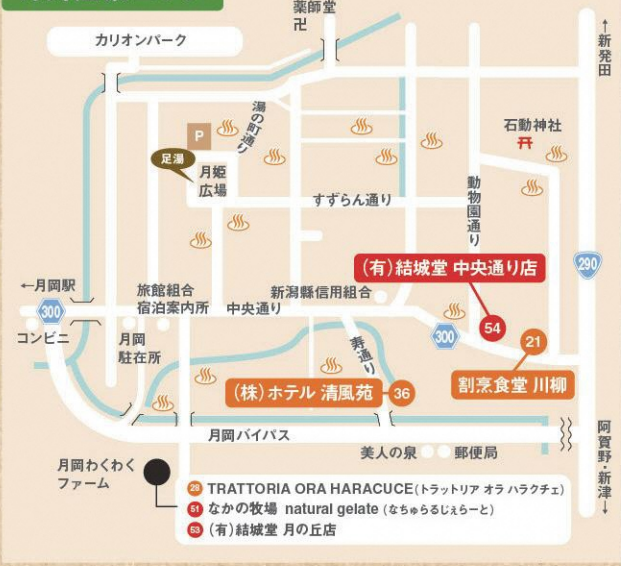 薬師堂
卍
カリオンパーク
↑新発田
湯の町通り
P
石動神社
足湯
月姫
広場
すずらん通り
動物園通り
290
(有)結城堂 中央通り店
←月岡駅
300
旅館組合
宿泊案内所
中央通り
新潟縣信用組合
コンビニ
月岡
駐在所
寿通り
300
54
21
割烹食堂 川柳
(株)ホテル 清風苑
36
月岡バイパス
美人の泉
郵便局
阿賀野・新津↓
月岡わくわく
ファーム
28 TRATTORIA ORA HARACUCE(トラットリア オラ ハラクチェ)
51 なかの牧場 natural gelate (なちゅらるじぇらーと)
53 (有)結城堂 月の丘店